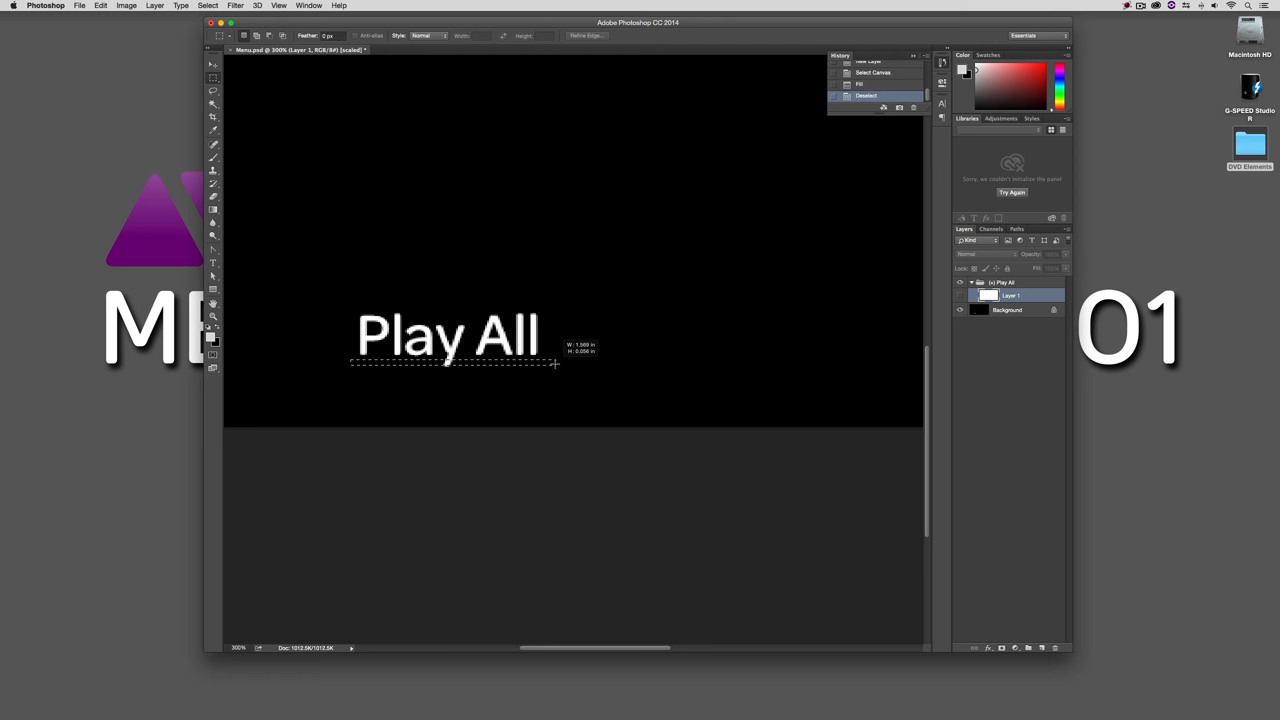 Photoshop File Edit Image Layer Type Select Filter 3D View Window Help
Adobe Photoshop CC 2014
Feather: 0 px Anti-alias Style: Normal Width: Height: Refine Edge... Essentials
× Menu.psd @ 300% (Layer 1, RGB/8#) [scaled] *
History
New Layer
Select Canvas
Fill
Deselect
Color Swatches
Libraries Adjustments Styles
Sorry, we couldn't initialize the panel
Try Again
Layers Channels Paths
Kind
Normal Opacity:
Lock: Fill:
(+) Play All
Layer 1
Background
Play All
W: 1.569 in
H: 0.056 in
300% Doc: 1012.5K/1012.5K
Macintosh HD
G-SPEED Studio
R
DVD Elements
01